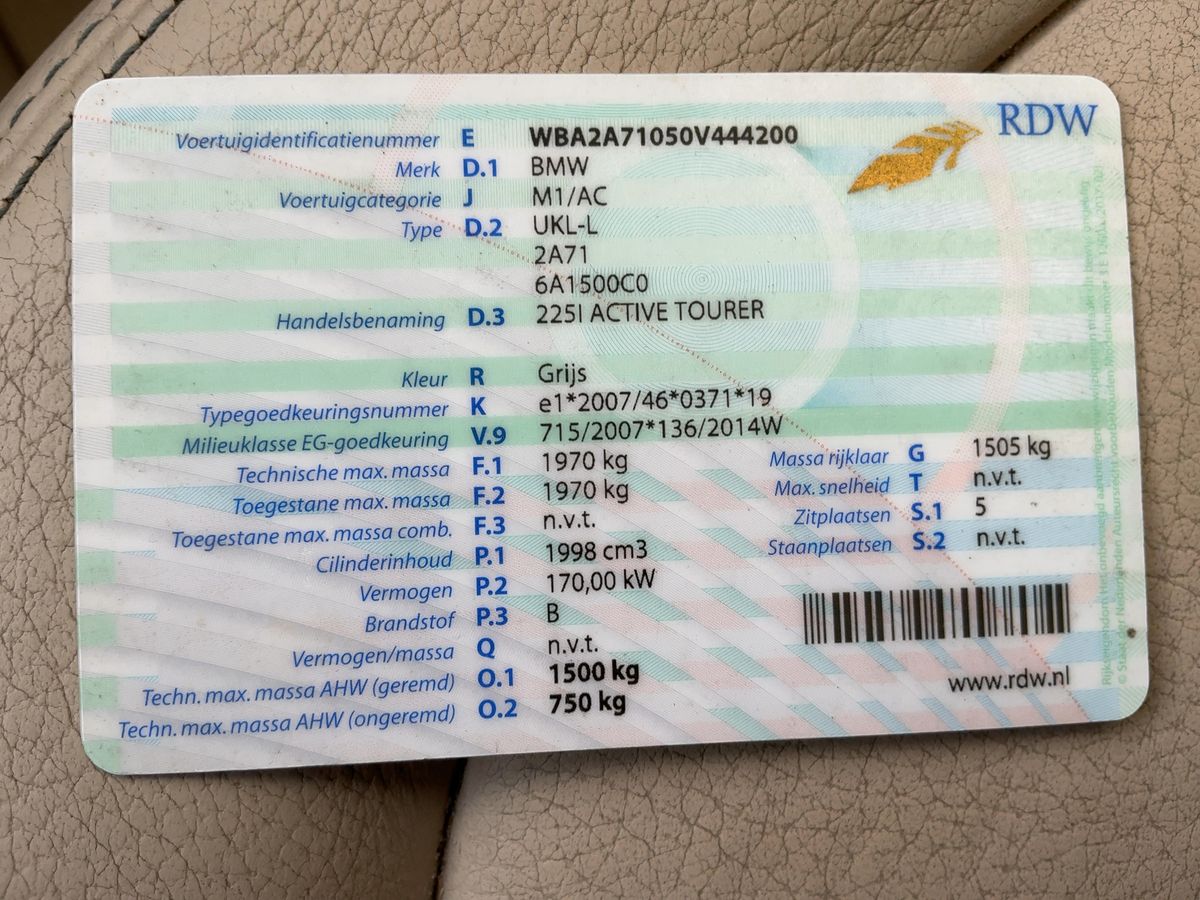 RDW
Voertuigidentificatienummer E WBA2A71050V444200
Merk D.1 BMW
Voertuigcategorie J M1/AC
Type D.2 UKL-L
2A71
6A1500C0
Handelsbenaming D.3 225I ACTIVE TOURER
Kleur R Grijs
Typegoedkeuringsnummer K e1*2007/46*0371*19
Milieuklasse EG-goedkeuring V.9 715/2007*136/2014W
Technische max. massa F.1 1970 kg
Toegestane max. massa F.2 1970 kg
Toegestane max. massa comb. F.3 n.v.t.
Cilinderinhoud P.1 1998 cm3
Vermogen P.2 170,00 kW
Brandstof P.3 B
Vermogen/massa Q n.v.t.
Techn. max. massa AHW (geremd) O.1 1500 kg
Techn. max. massa AHW (ongeremd) O.2 750 kg
Massa rijklaar G 1505 kg
Max. snelheid T n.v.t.
Zitplaatsen S.1 5
Staanplaatsen S.2 n.v.t.
www.rdw.nl